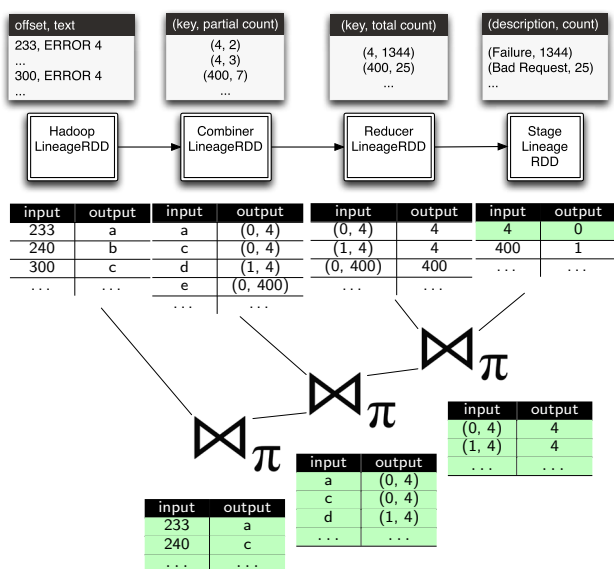 offset, text
233, ERROR 4
...
300, ERROR 4
...
(key, partial count)
(4, 2)
(4, 3)
(400, 7)
...
(key, total count)
(4, 1344)
(400, 25)
...
(description, count)
(Failure, 1344)
(Bad Request, 25)
...
Hadoop
LineageRDD
Combiner
LineageRDD
Reducer
LineageRDD
Stage
Lineage
RDD
input output
233 a
240 b
300 c
... ...
input output
a (0, 4)
c (0, 4)
d (1, 4)
e (0, 400)
... ...
input output
(0, 4) 4
(1, 4) 4
(0, 400) 400
... ...
input output
4 0
400 1
... ...
⋈π
⋈π
⋈π
input output
(0, 4) 4
(1, 4) 4
... ...
input output
a (0, 4)
c (0, 4)
d (1, 4)
... ...
input output
233 a
240 c
... ...